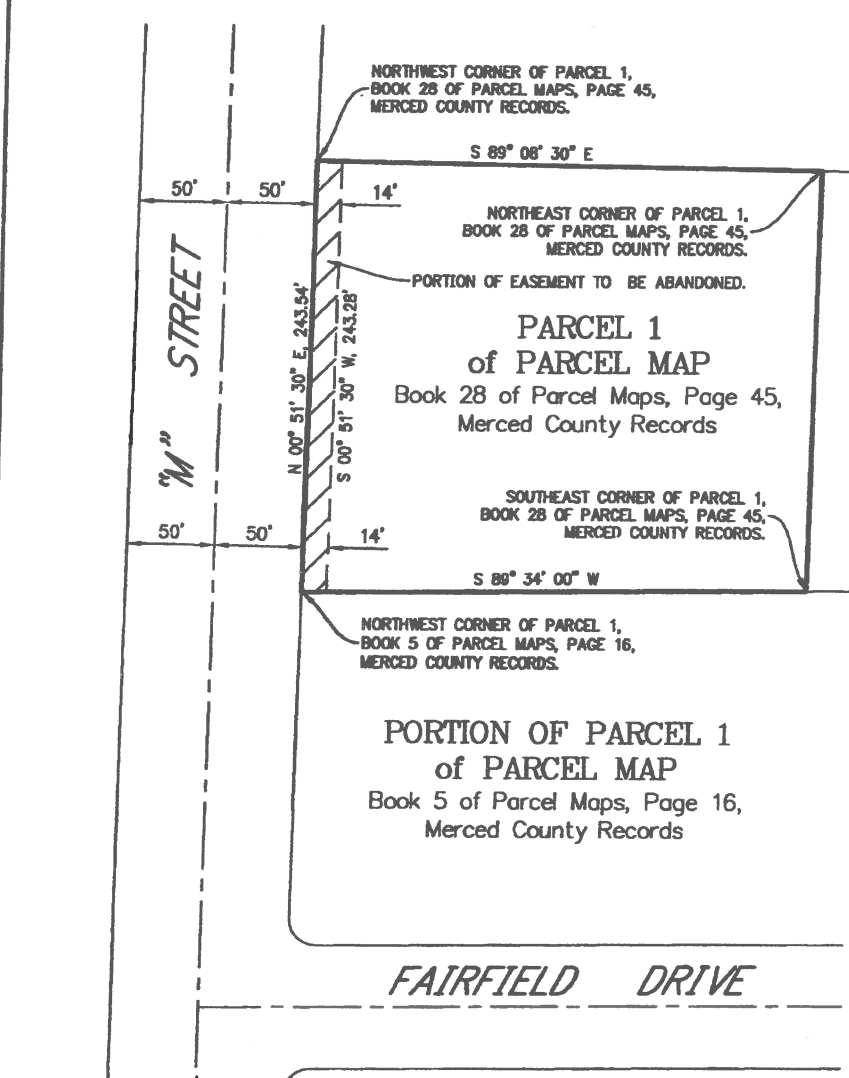 NORTHWEST CORNER OF PARCEL 1,
BOOK 28 OF PARCEL MAPS, PAGE 45,
MERCED COUNTY RECORDS.
S 89° 08' 30" E
50'
50'
14'
NORTHEAST CORNER OF PARCEL 1,
BOOK 28 OF PARCEL MAPS, PAGE 45,
MERCED COUNTY RECORDS.
PORTION OF EASEMENT TO BE ABANDONED.
"M" STREET
N 00° 51' 30" E, 243.54'
S 00° 51' 30" W, 243.28'
PARCEL 1
of PARCEL MAP
Book 28 of Parcel Maps, Page 45,
Merced County Records
SOUTHEAST CORNER OF PARCEL 1,
BOOK 28 OF PARCEL MAPS, PAGE 45,
MERCED COUNTY RECORDS.
50'
50'
14'
S 89° 34' 00" W
NORTHWEST CORNER OF PARCEL 1,
BOOK 5 OF PARCEL MAPS, PAGE 16,
MERCED COUNTY RECORDS.
PORTION OF PARCEL 1
of PARCEL MAP
Book 5 of Parcel Maps, Page 16,
Merced County Records
FAIRFIELD DRIVE